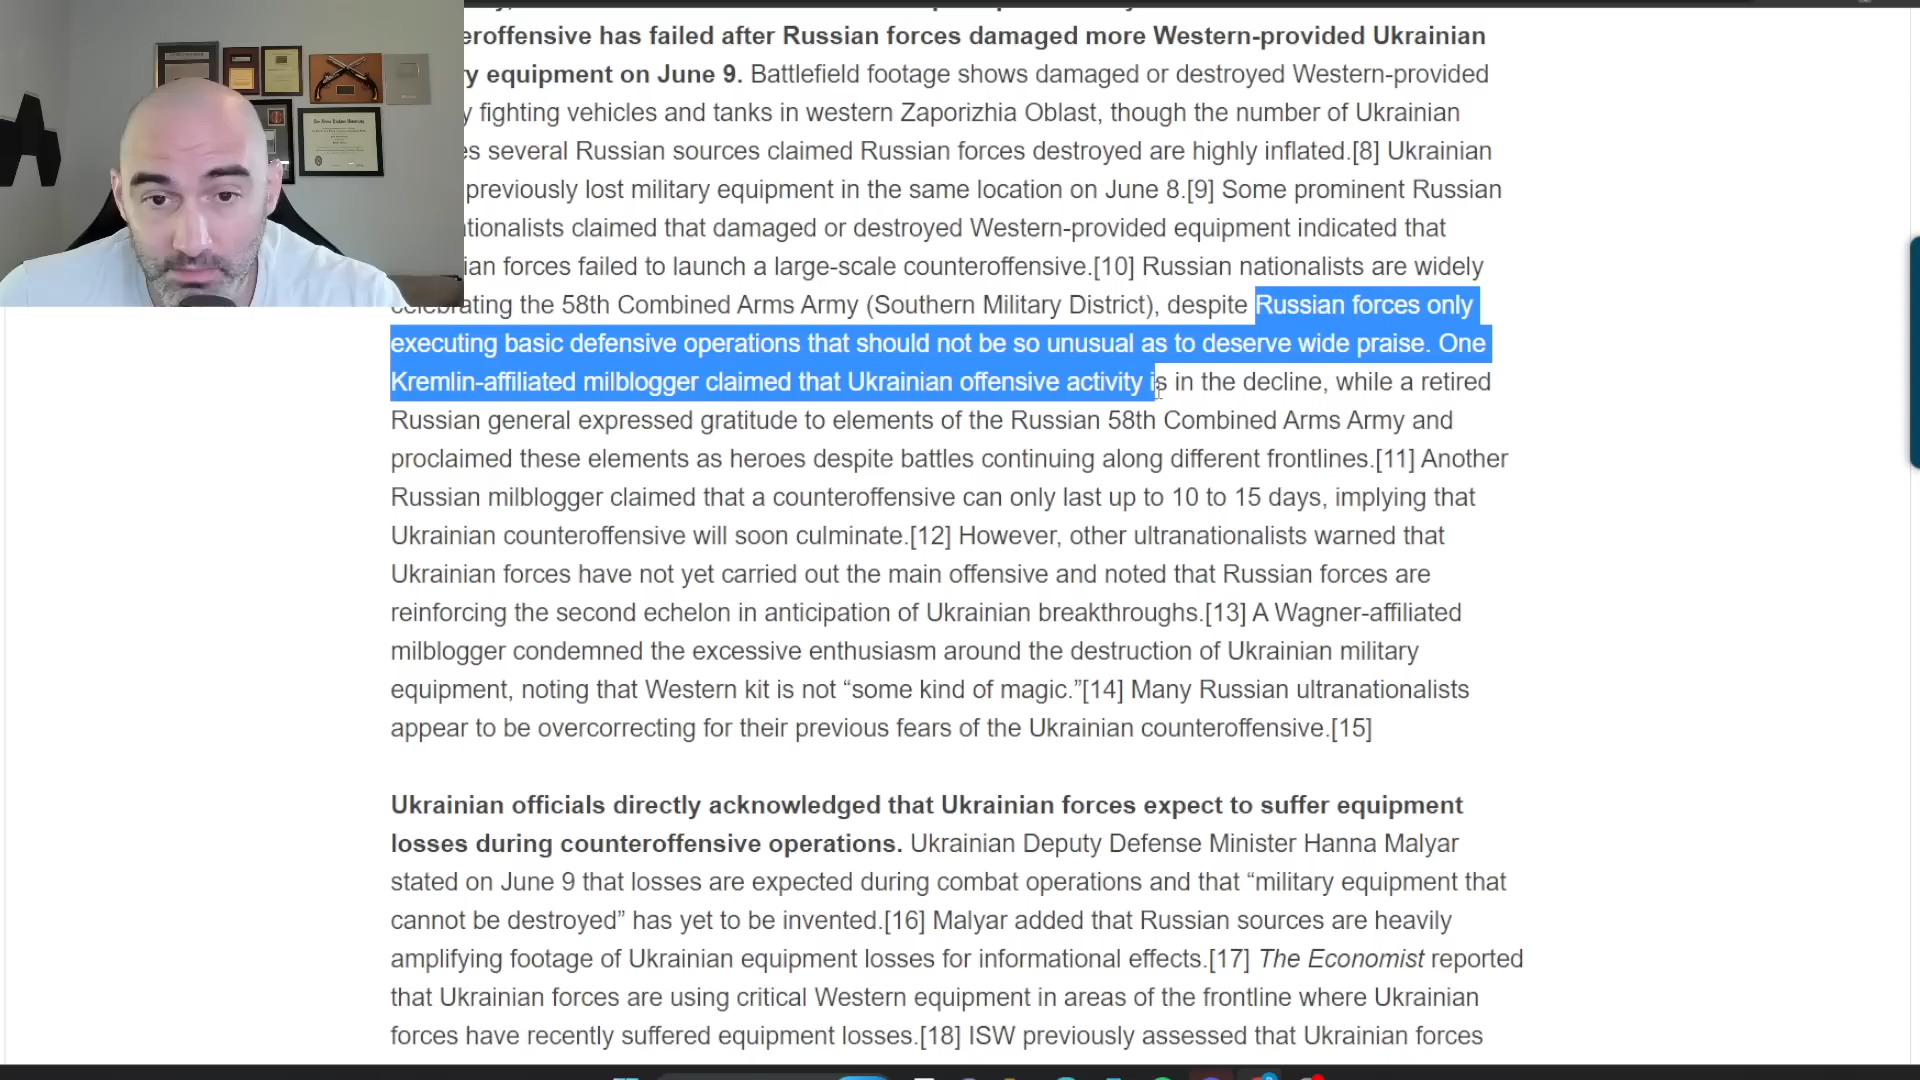 eroffensive has failed after Russian forces damaged more Western-provided Ukrainian
y equipment on June 9. Battlefield footage shows damaged or destroyed Western-provided
y fighting vehicles and tanks in western Zaporizhia Oblast, though the number of Ukrainian
es several Russian sources claimed Russian forces destroyed are highly inflated.[8] Ukrainian
previously lost military equipment in the same location on June 8.[9] Some prominent Russian
tionalists claimed that damaged or destroyed Western-provided equipment indicated that
ian forces failed to launch a large-scale counteroffensive.[10] Russian nationalists are widely
celebrating the 58th Combined Arms Army (Southern Military District), despite Russian forces only
executing basic defensive operations that should not be so unusual as to deserve wide praise. One
Kremlin-affiliated milblogger claimed that Ukrainian offensive activity is in the decline, while a retired
Russian general expressed gratitude to elements of the Russian 58th Combined Arms Army and
proclaimed these elements as heroes despite battles continuing along different frontlines.[11] Another
Russian milblogger claimed that a counteroffensive can only last up to 10 to 15 days, implying that
Ukrainian counteroffensive will soon culminate.[12] However, other ultranationalists warned that
Ukrainian forces have not yet carried out the main offensive and noted that Russian forces are
reinforcing the second echelon in anticipation of Ukrainian breakthroughs.[13] A Wagner-affiliated
milblogger condemned the excessive enthusiasm around the destruction of Ukrainian military
equipment, noting that Western kit is not “some kind of magic.”[14] Many Russian ultranationalists
appear to be overcorrecting for their previous fears of the Ukrainian counteroffensive.[15]
Ukrainian officials directly acknowledged that Ukrainian forces expect to suffer equipment
losses during counteroffensive operations. Ukrainian Deputy Defense Minister Hanna Malyar
stated on June 9 that losses are expected during combat operations and that “military equipment that
cannot be destroyed” has yet to be invented.[16] Malyar added that Russian sources are heavily
amplifying footage of Ukrainian equipment losses for informational effects.[17] The Economist reported
that Ukrainian forces are using critical Western equipment in areas of the frontline where Ukrainian
forces have recently suffered equipment losses.[18] ISW previously assessed that Ukrainian forces